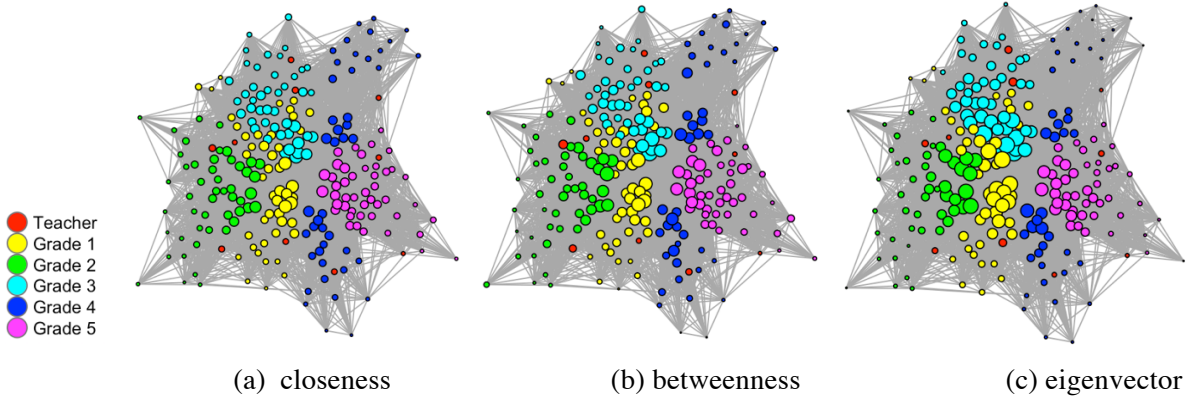 Teacher
Grade 1
Grade 2
Grade 3
Grade 4
Grade 5
(a) closeness
(b) betweenness
(c) eigenvector